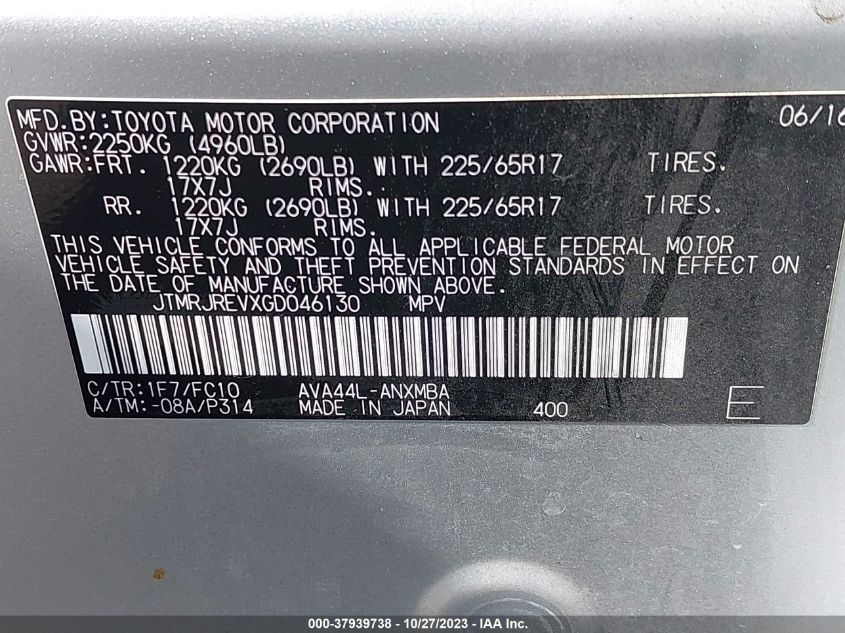 MFD.BY:TOYOTA MOTOR CORPORATION 06/16
GVWR:2250KG (4960LB)
GAWR:FRT. 1220KG (2690LB) WITH 225/65R17 TIRES.
17X7J RIMS.
RR. 1220KG (2690LB) WITH 225/65R17 TIRES.
17X7J RIMS.
THIS VEHICLE CONFORMS TO ALL APPLICABLE FEDERAL MOTOR
VEHICLE SAFETY AND THEFT PREVENTION STANDARDS IN EFFECT ON
THE DATE OF MANUFACTURE SHOWN ABOVE.
JTMRJREVXGD046130 MPV
C/TR:1F7/FC10 AVA44L-ANXMBA
A/TM:-08A/P314 MADE IN JAPAN 400 E
000-37939738 - 10/27/2023 - © IAA, Inc.